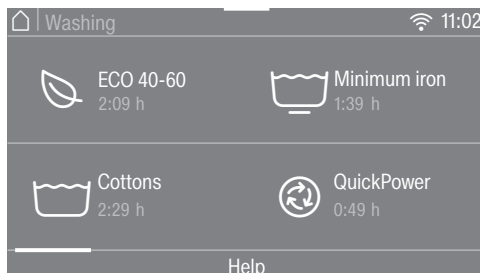 Washing 11:02
ECO 40-60 Minimum iron
2:09 h 1:39 h
Cottons QuickPower
2:29 h 0:49 h
Help